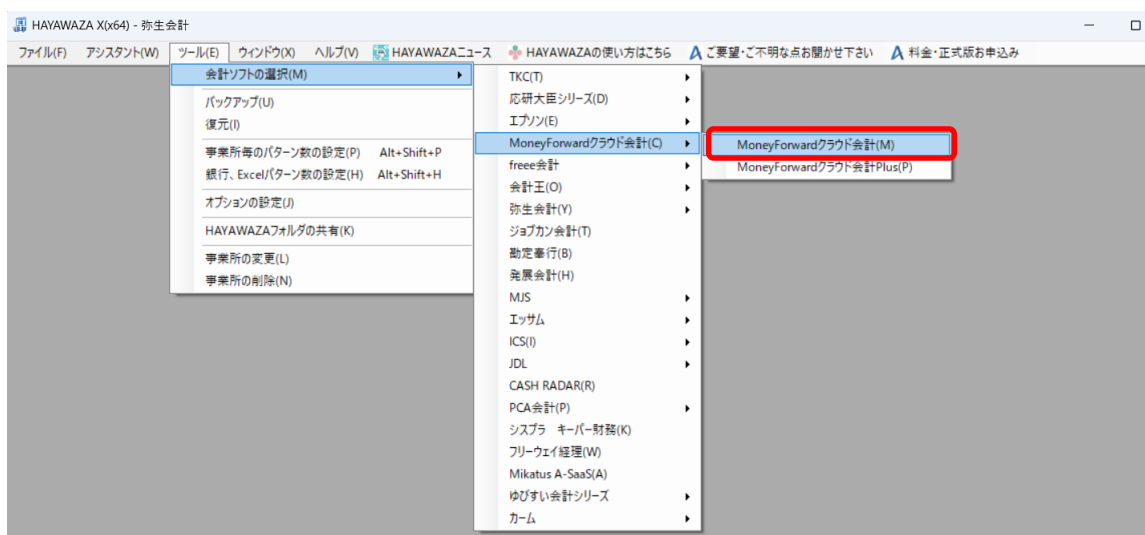 HAYAWAZA X(x64) - 弥生会計
ファイル(F) アシスタント(W) ツール(E) ウィンドウ(X) ヘルプ(V) HAYAWAZAニュース HAYAWAZAの使い方はこちら ご要望・ご不明な点お聞かせ下さい 料金・正式版お申込み
会計ソフトの選択(M)
バックアップ(U)
復元(I)
事業所毎のパターン数の設定(P) Alt+Shift+P
銀行、Excelパターン数の設定(H) Alt+Shift+H
オプションの設定(J)
HAYAWAZAフォルダの共有(K)
事業所の変更(L)
事業所の削除(N)
TKC(T)
応研大臣シリーズ(D)
エプソン(E)
MoneyForwardクラウド会計(C)
freee会計
会計王(O)
弥生会計(Y)
ジョブカン会計(T)
勘定奉行(B)
発展会計(H)
MJS
エッサム
ICS(I)
JDL
CASH RADAR(R)
PCA会計(P)
シスプラ キーパー財務(K)
フリーウェイ経理(W)
Mikatus A-SaaS(A)
ゆびすい会計シリーズ
カーム
MoneyForwardクラウド会計(M)
MoneyForwardクラウド会計Plus(P)